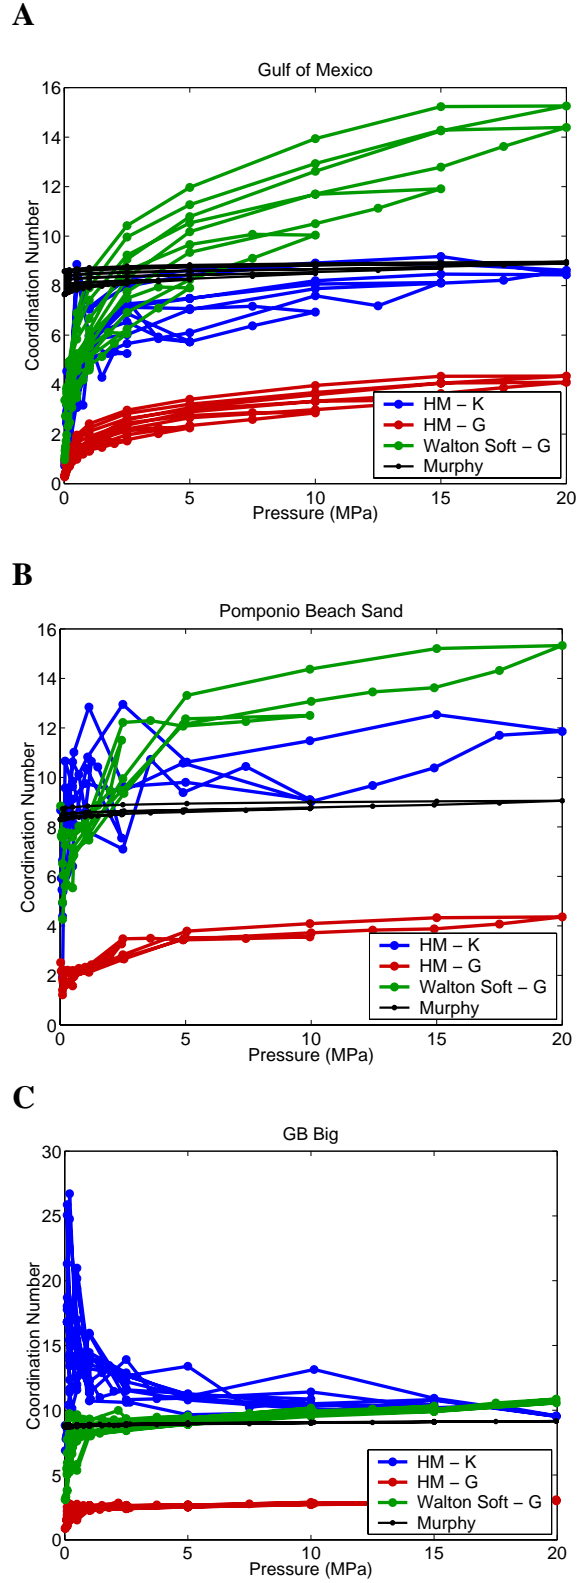 A
Gulf of Mexico
16
14
12
10
8
6
4
2
0
Coordination Number
HM – K
HM – G
Walton Soft – G
Murphy
0 5 10 15 20
Pressure (MPa)
B
Pomponio Beach Sand
16
14
12
10
8
6
4
2
0
Coordination Number
HM – K
HM – G
Walton Soft – G
Murphy
0 5 10 15 20
Pressure (MPa)
C
GB Big
30
25
20
15
10
5
0
Coordination Number
HM – K
HM – G
Walton Soft – G
Murphy
0 5 10 15 20
Pressure (MPa)